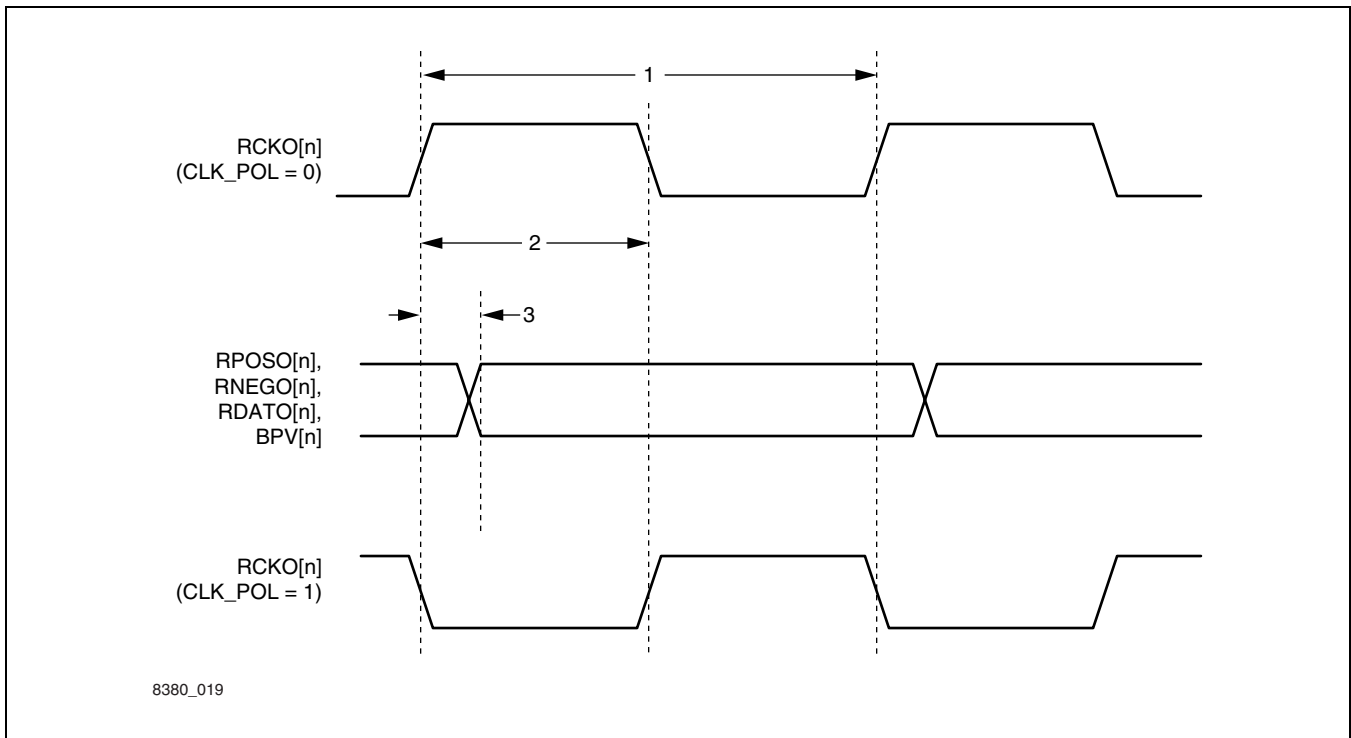 1
RCKO[n]
(CLK_POL = 0)
2
3
RPOSO[n],
RNEGO[n],
RDATO[n],
BPV[n]
RCKO[n]
(CLK_POL = 1)
8380_019